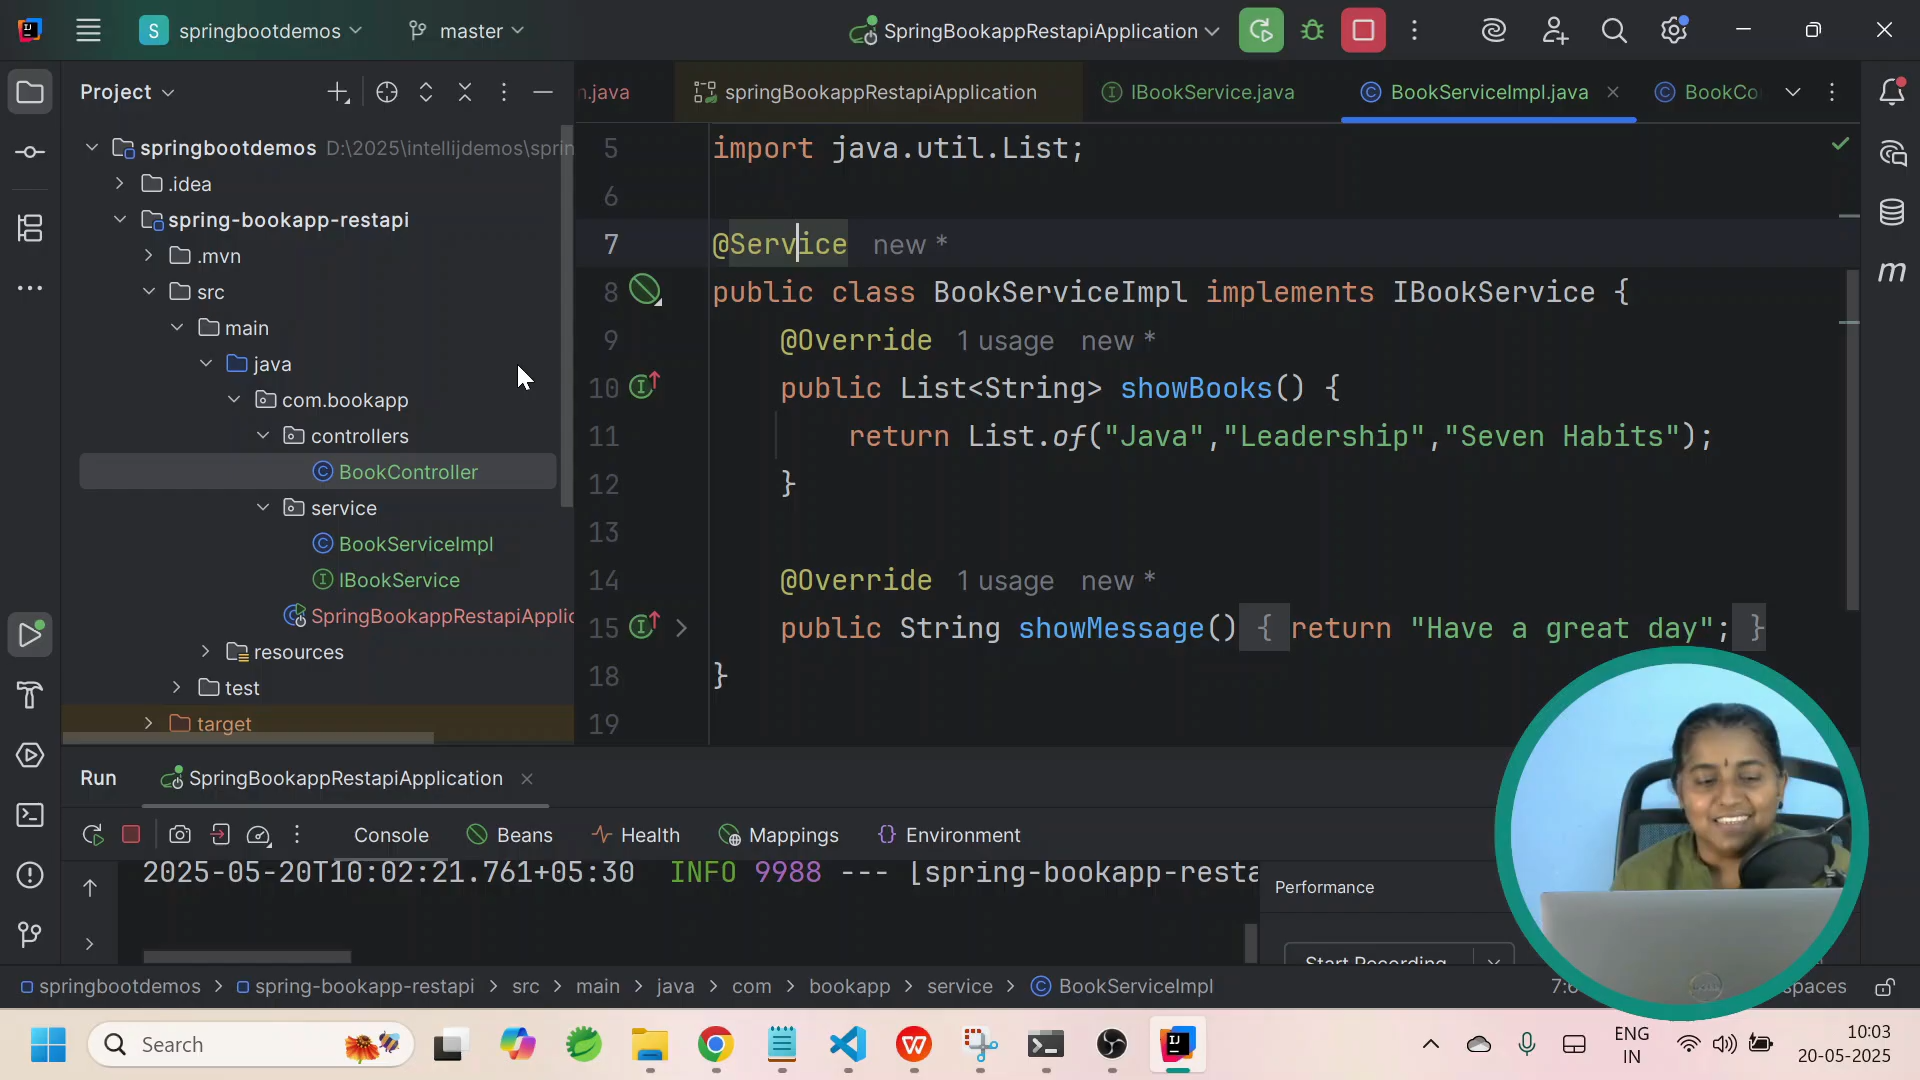 S springbootdemos master SpringBookappRestapiApplication
Project
n.java springBookappRestapiApplication IBookService.java BookServiceImpl.java BookCo
springbootdemos D:\2025\intellijdemos\sprin
.idea
spring-bookapp-restapi
.mvn
src
main
java
com.bookapp
controllers
BookController
service
BookServiceImpl
IBookService
SpringBookappRestapiApplic
resources
test
target
5 import java.util.List;
6
7 @Service new *
8 public class BookServiceImpl implements IBookService {
9 @Override 1 usage new *
10 public List<String> showBooks() {
11 return List.of("Java","Leadership","Seven Habits");
12 }
13
14 @Override 1 usage new *
15 public String showMessage() { return "Have a great day"; }
18 }
19
m
Run SpringBookappRestapiApplication
Console Beans Health Mappings Environment
2025-05-20T10:02:21.761+05:30 INFO 9988 --- [spring-bookapp-resta
Performance
Start Recording
springbootdemos > spring-bookapp-restapi > src > main > java > com > bookapp > service > BookServiceImpl
7:6 spaces
Search
ENG
IN
10:03
20-05-2025